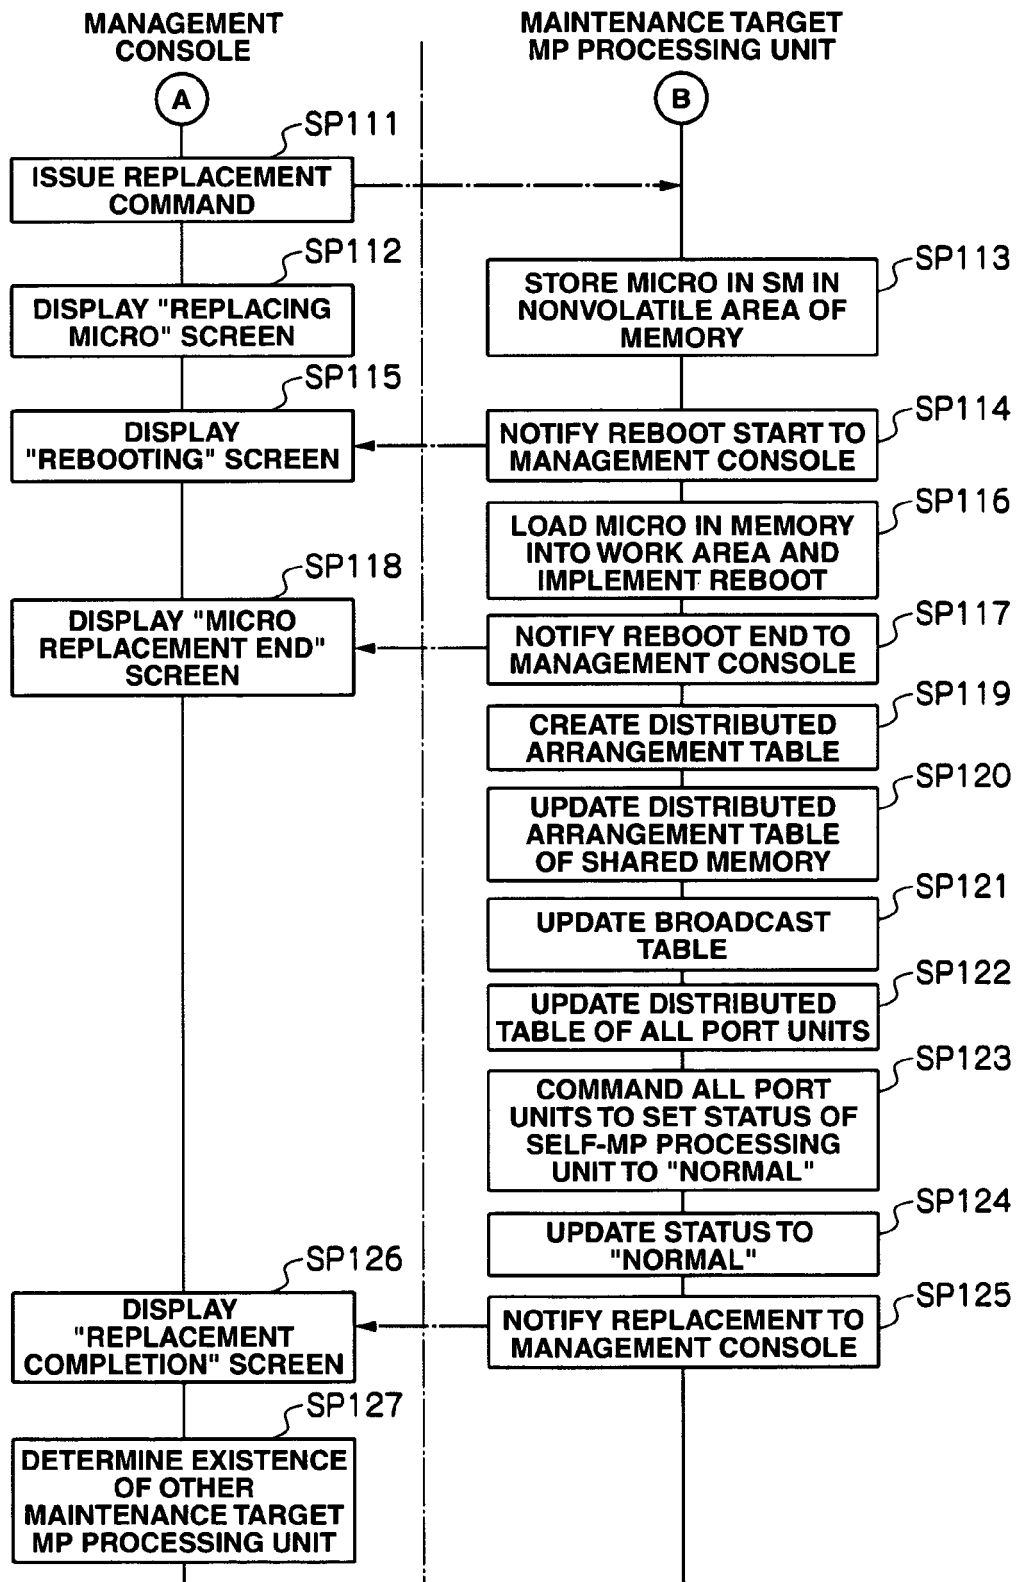 MANAGEMENT
CONSOLE
MAINTENANCE TARGET
MP PROCESSING UNIT
A
B
SP111
ISSUE REPLACEMENT
COMMAND
SP112
DISPLAY "REPLACING
MICRO" SCREEN
SP113
STORE MICRO IN SM IN
NONVOLATILE AREA OF
MEMORY
SP115
DISPLAY
"REBOOTING" SCREEN
SP114
NOTIFY REBOOT START TO
MANAGEMENT CONSOLE
SP116
LOAD MICRO IN MEMORY
INTO WORK AREA AND
IMPLEMENT REBOOT
SP118
DISPLAY "MICRO
REPLACEMENT END"
SCREEN
SP117
NOTIFY REBOOT END TO
MANAGEMENT CONSOLE
SP119
CREATE DISTRIBUTED
ARRANGEMENT TABLE
SP120
UPDATE DISTRIBUTED
ARRANGEMENT TABLE
OF SHARED MEMORY
SP121
UPDATE BROADCAST
TABLE
SP122
UPDATE DISTRIBUTED
TABLE OF ALL PORT UNITS
SP123
COMMAND ALL PORT
UNITS TO SET STATUS OF
SELF-MP PROCESSING
UNIT TO "NORMAL"
SP124
UPDATE STATUS TO
"NORMAL"
SP126
DISPLAY
"REPLACEMENT
COMPLETION" SCREEN
SP125
NOTIFY REPLACEMENT TO
MANAGEMENT CONSOLE
SP127
DETERMINE EXISTENCE
OF OTHER
MAINTENANCE TARGET
MP PROCESSING UNIT